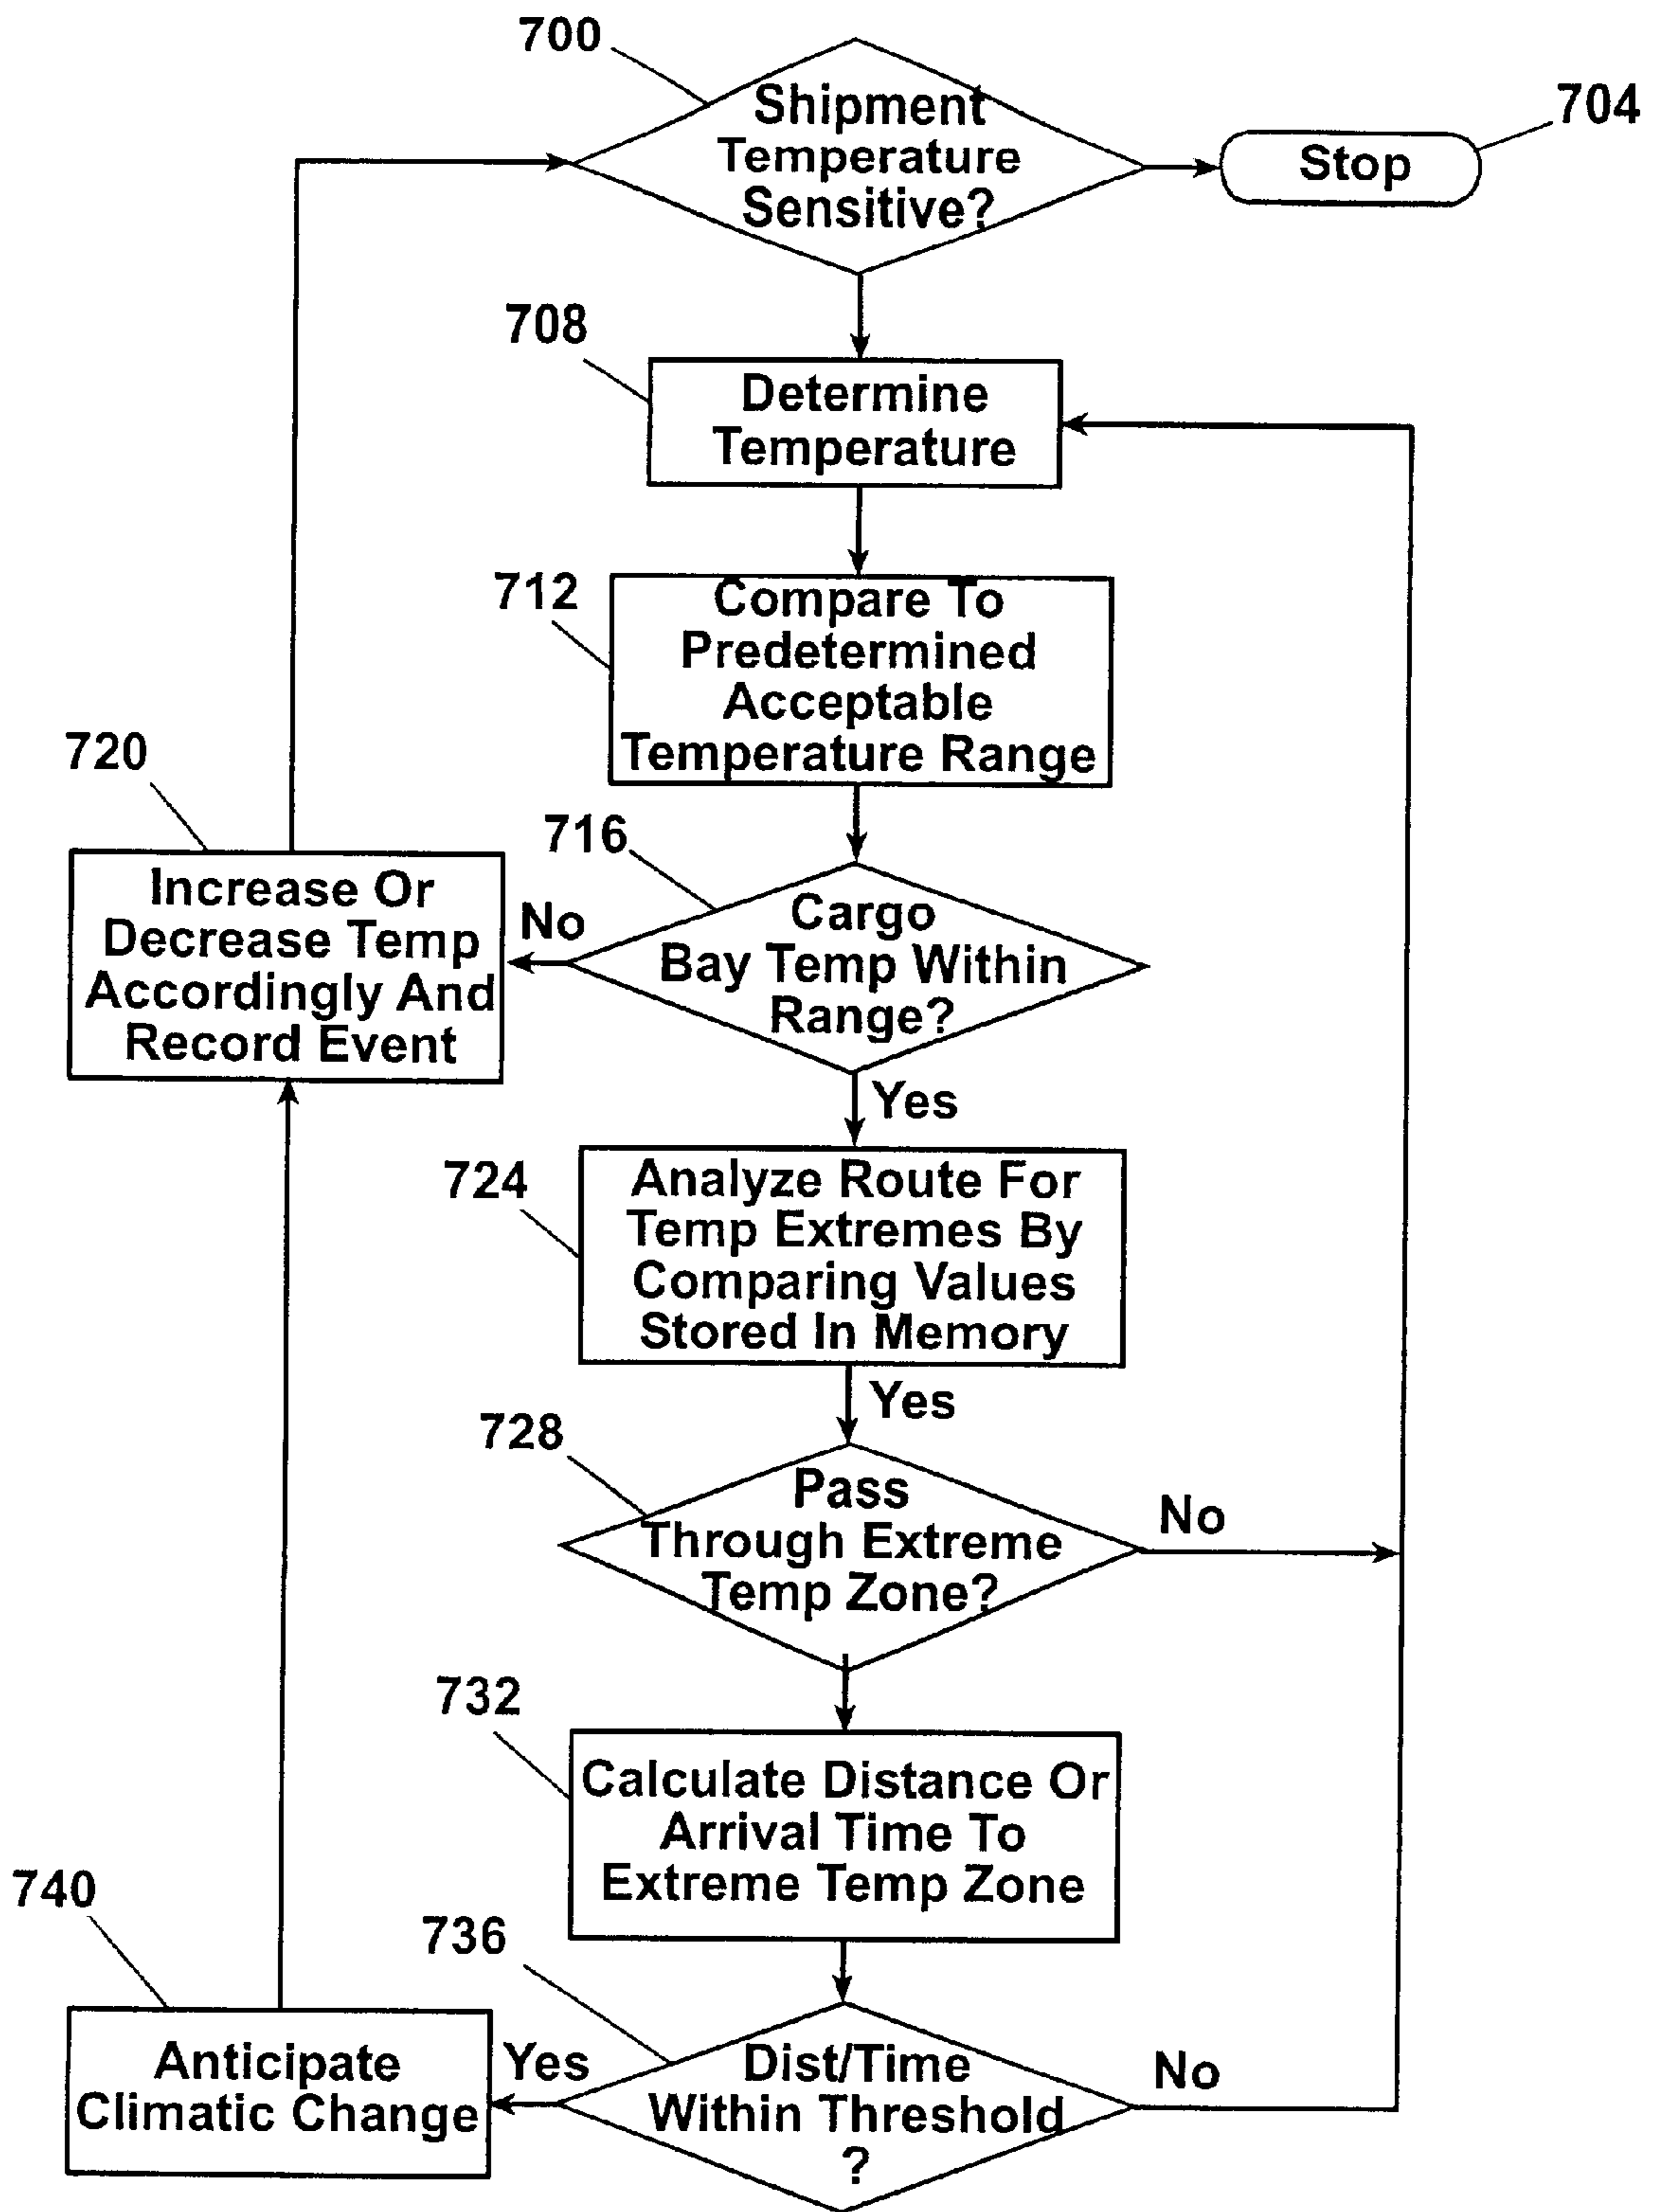 700
Shipment
Temperature
Sensitive?
704
Stop
708
Determine
Temperature
712
Compare To
Predetermined
Acceptable
Temperature Range
720
Increase Or
Decrease Temp
Accordingly And
Record Event
716
No
Cargo
Bay Temp Within
Range?
Yes
724
Analyze Route For
Temp Extremes By
Comparing Values
Stored In Memory
Yes
728
Pass
Through Extreme
Temp Zone?
No
732
Calculate Distance Or
Arrival Time To
Extreme Temp Zone
740
Anticipate
Climatic Change
736
Yes
Dist/Time
Within Threshold
?
No